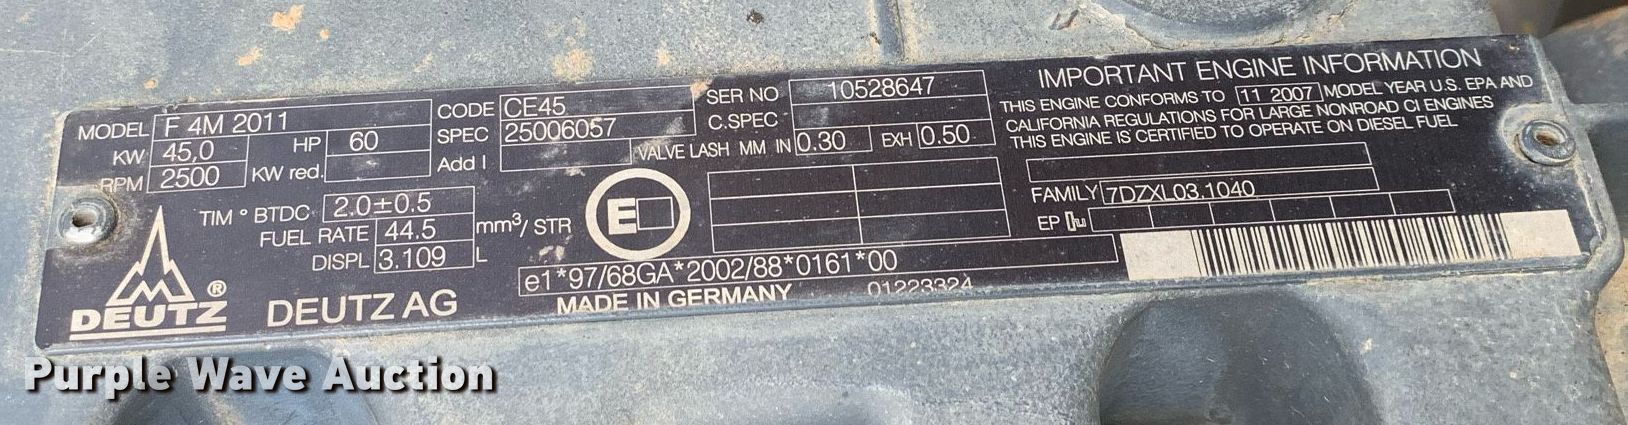 MODEL F 4M 2011
KW 45,0 HP 60
RPM 2500 KW red.
TIM ° BTDC 2.0±0.5
FUEL RATE 44.5 mm³/ STR
DISPL 3.109 L
DEUTZ ®
DEUTZ AG
CODE CE45
SPEC 25006057
Add I
SER NO 10528647
C.SPEC
VALVE LASH MM IN 0.30 EXH 0.50
E
e1*97/68GA*2002/88*0161*00
MADE IN GERMANY 01223324
IMPORTANT ENGINE INFORMATION
THIS ENGINE CONFORMS TO 11 2007 MODEL YEAR U.S. EPA AND
CALIFORNIA REGULATIONS FOR LARGE NONROAD CI ENGINES
THIS ENGINE IS CERTIFIED TO OPERATE ON DIESEL FUEL
FAMILY 7DZXL03.1040
EP
Purple Wave Auction